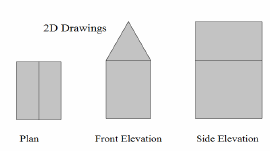 2D Drawings
Plan
Front Elevation
Side Elevation